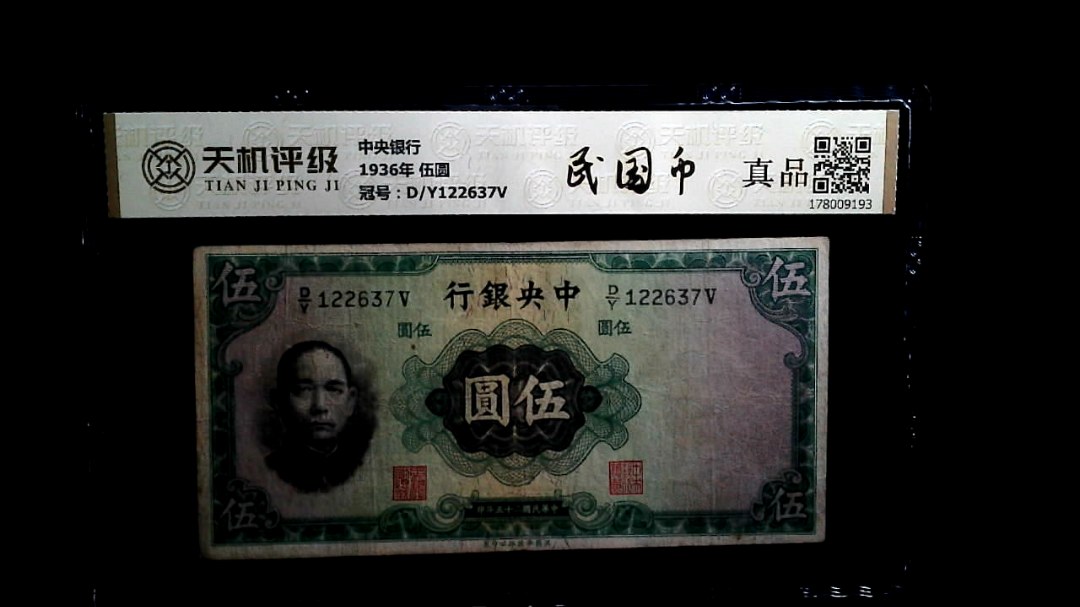 天机评级
TIAN JI PING JI
中央银行
1936年 伍圆
冠号：D/Y122637V
民国币
真品
178009193
伍
伍
D/Y 122637V
行銀央中
D/Y 122637V
圓伍
圓伍
圓伍
伍
伍